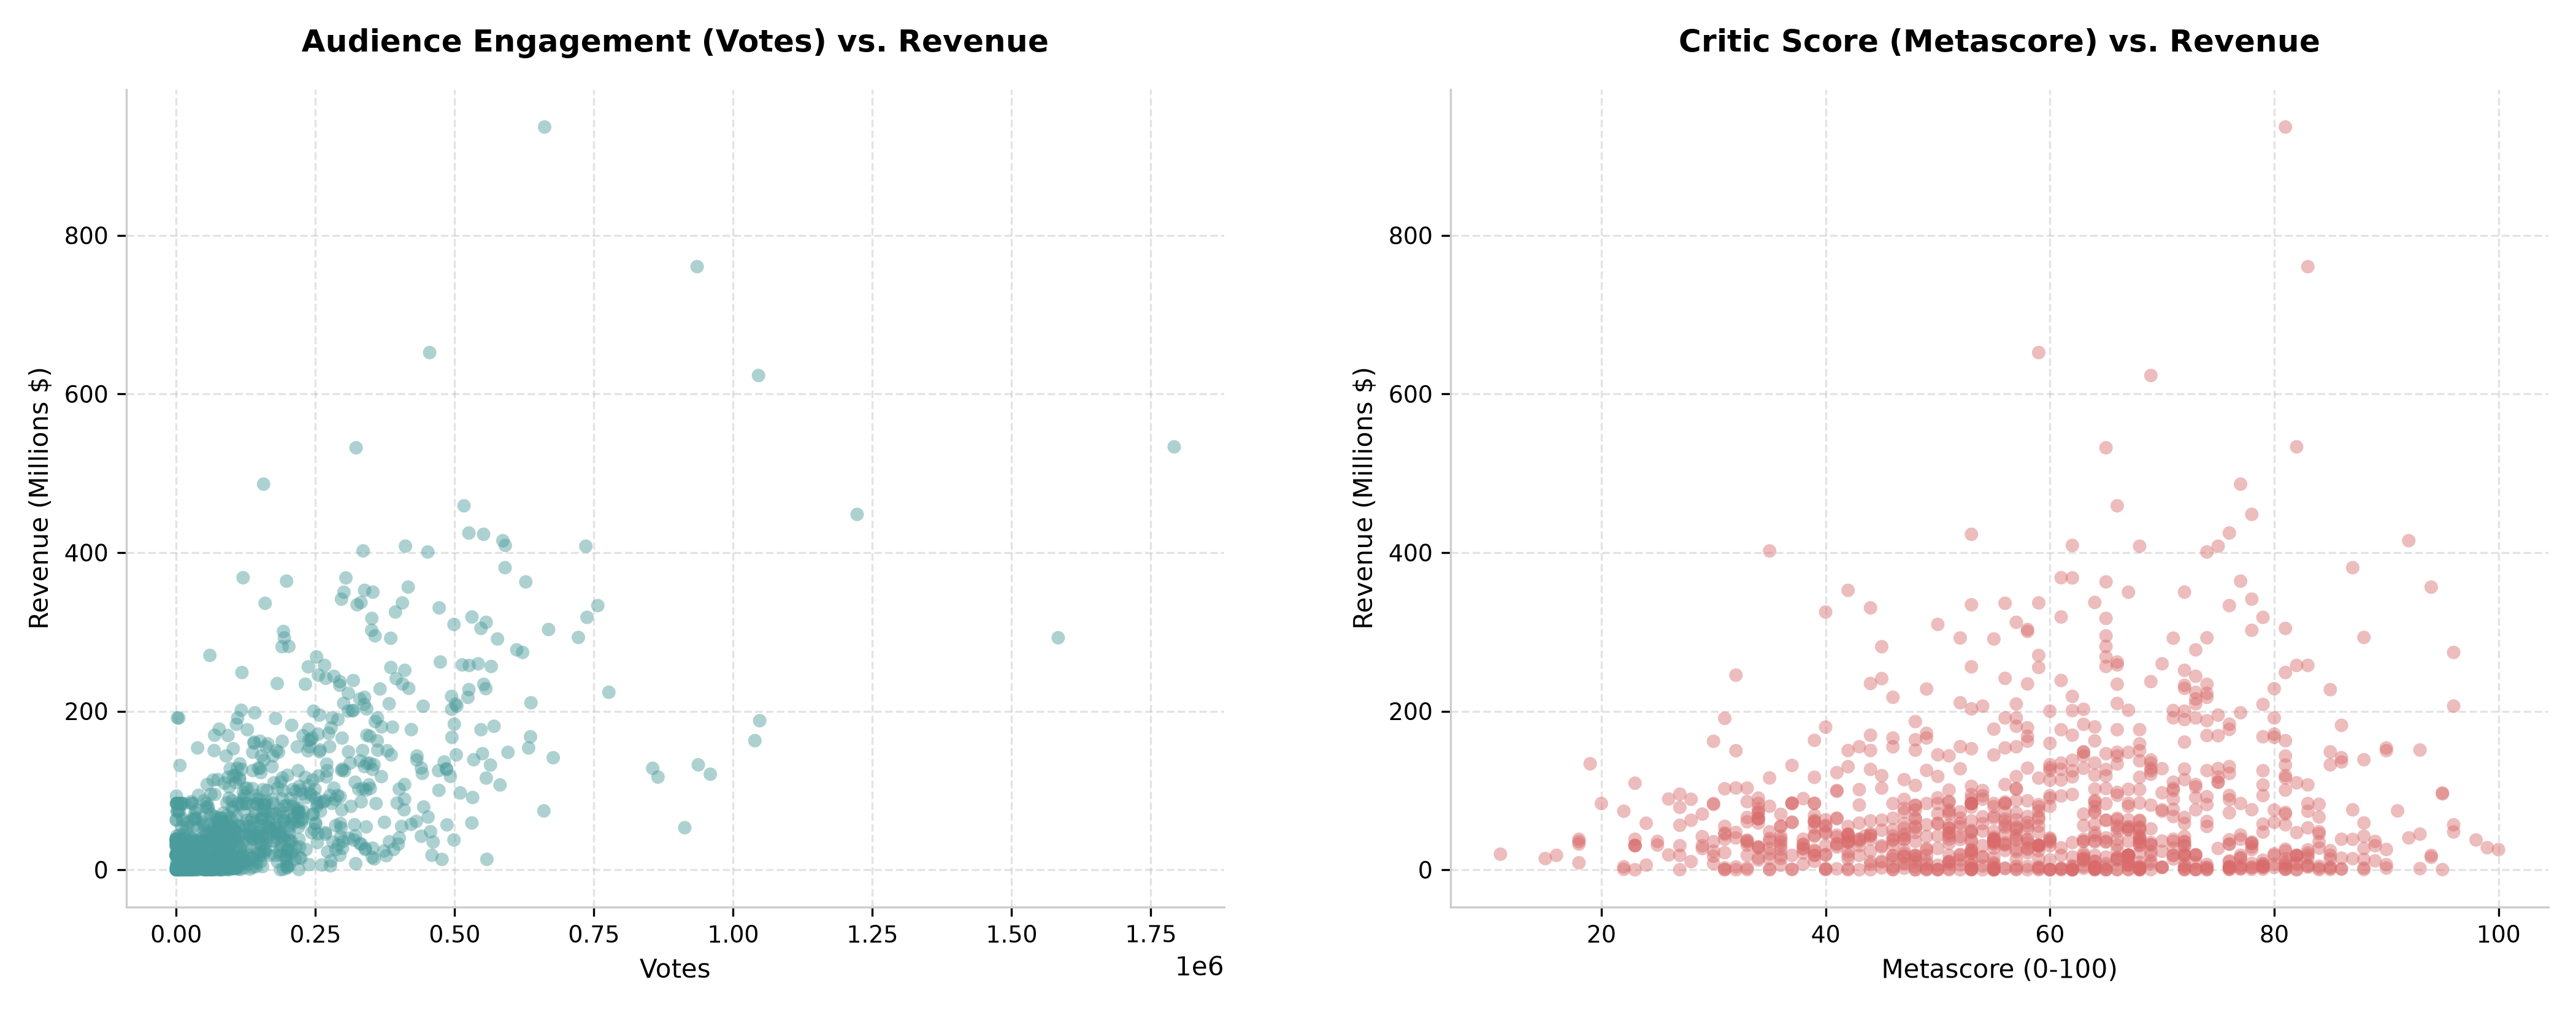 Audience Engagement (Votes) vs. Revenue
Revenue (Millions $)
800
600
400
200
0
0.00 0.25 0.50 0.75 1.00 1.25 1.50 1.75
Votes
1e6
Critic Score (Metascore) vs. Revenue
Revenue (Millions $)
800
600
400
200
0
20 40 60 80 100
Metascore (0-100)